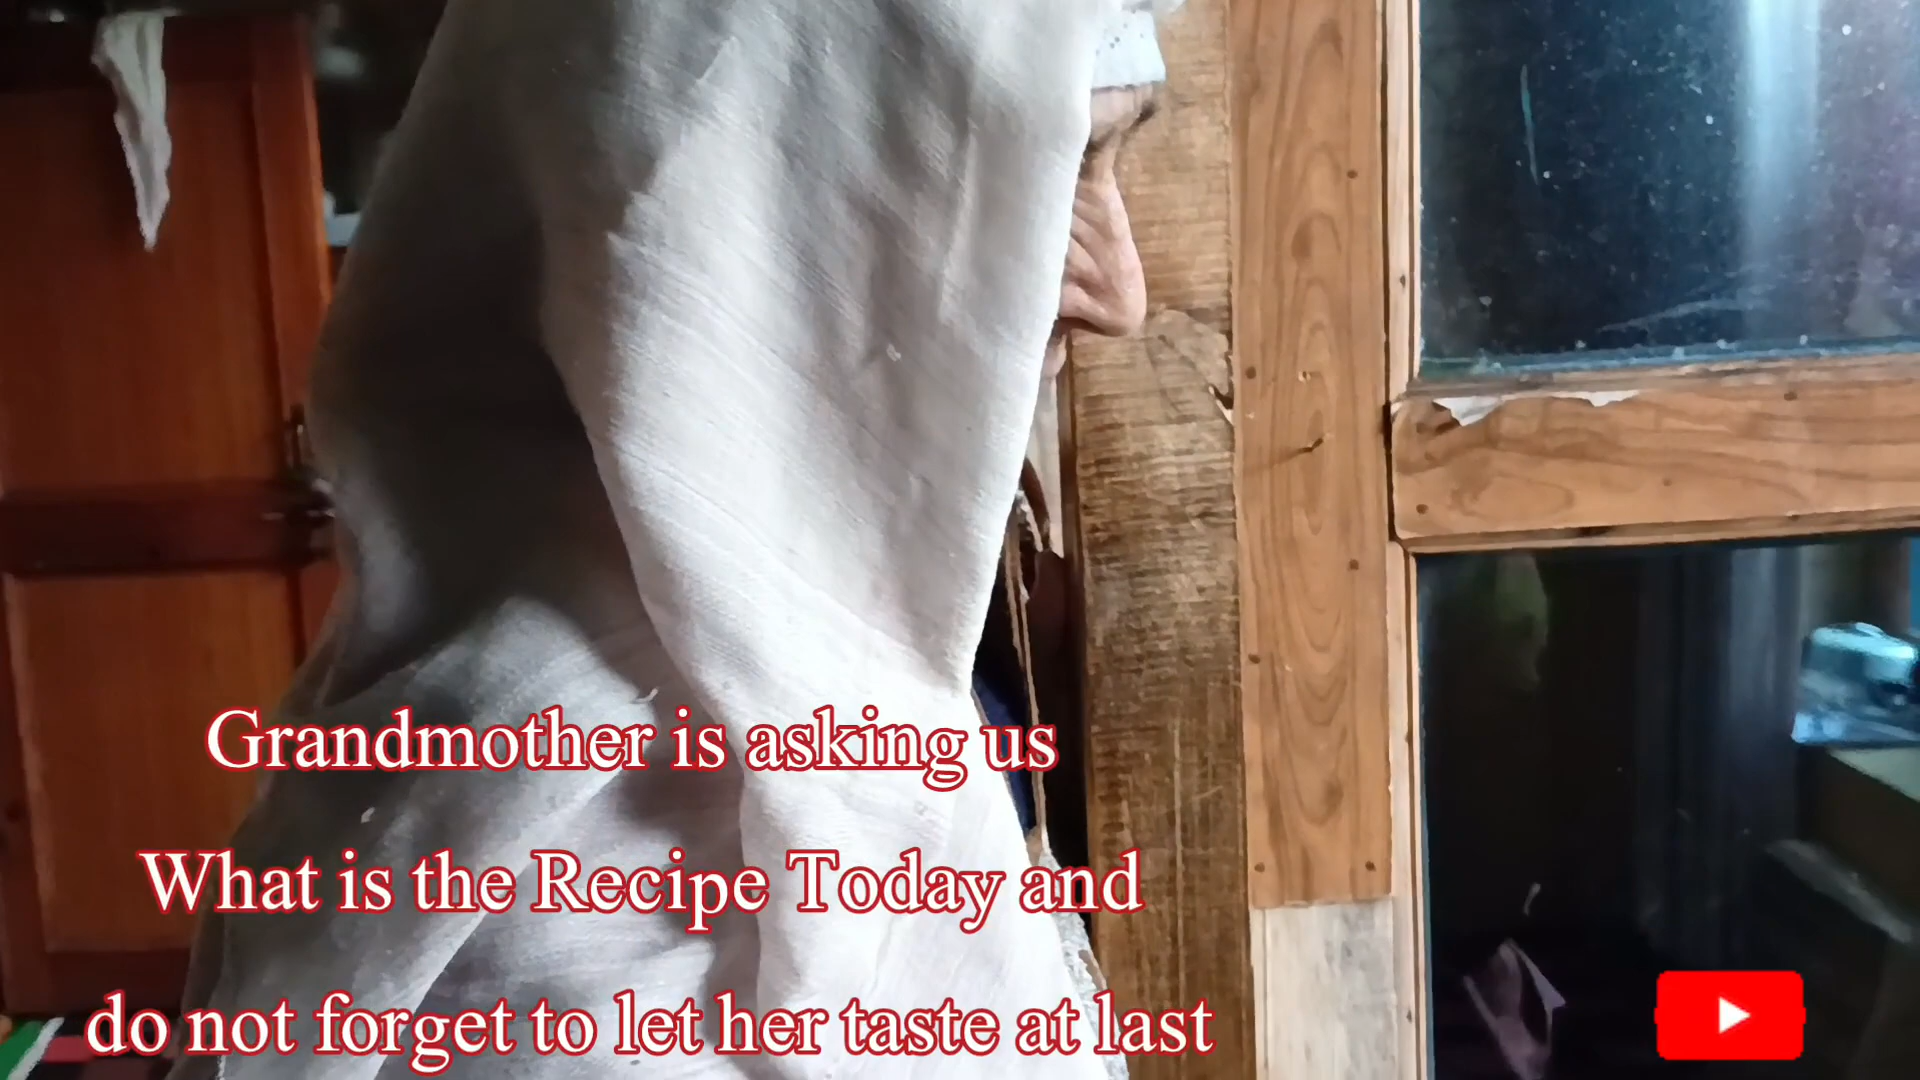 Grandmother is asking us
What is the Recipe Today and
do not forget to let her taste at last